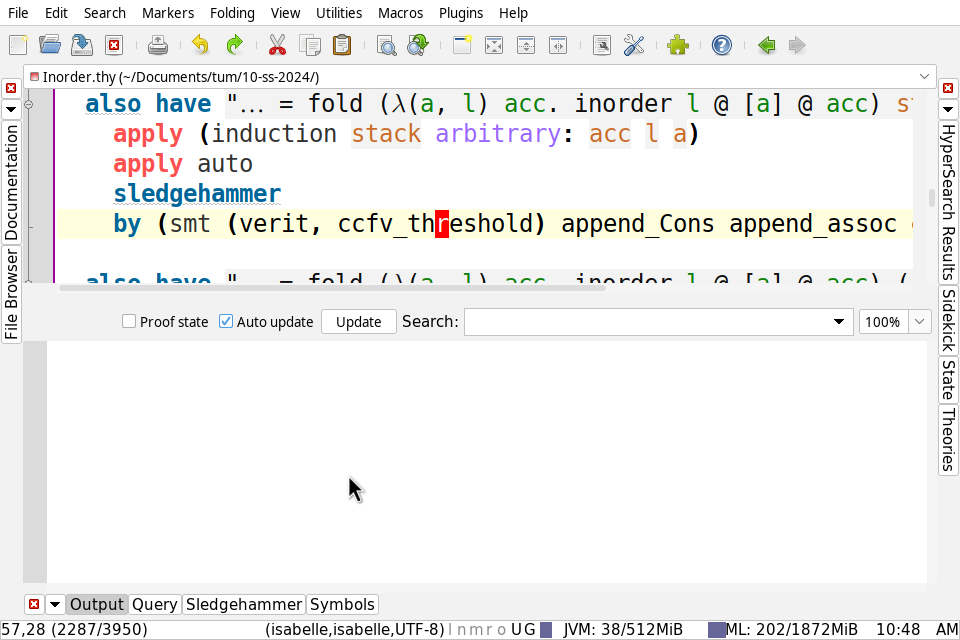 File Edit Search Markers Folding View Utilities Macros Plugins Help
Inorder.thy (~/Documents/tum/10-ss-2024/)
also have "… = fold (λ(a, l) acc. inorder l @ [a] @ acc) st
apply (induction stack arbitrary: acc l a)
apply auto
sledgehammer
by (smt (verit, ccfv_threshold) append_Cons append_assoc
also have "… = fold (λ(a, l) acc. inorder l @ [a] @ acc) (
Proof state Auto update Update Search: 100%
Documentation
File Browser
HyperSearch Results
Sidekick
State
Theories
Output Query Sledgehammer Symbols
57,28 (2287/3950) (isabelle,isabelle,UTF-8) l n m r o UG JVM: 38/512MiB ML: 202/1872MiB 10:48 AM